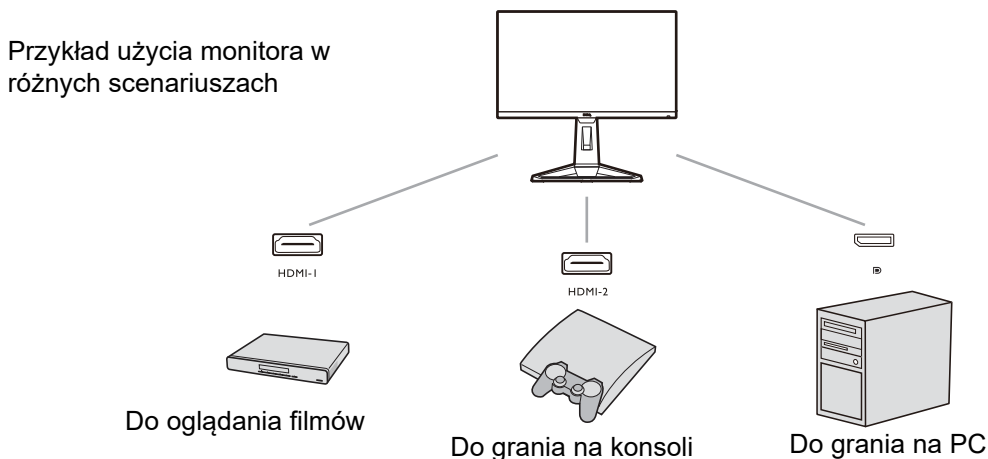 Przykład użycia monitora w
różnych scenariuszach
HDMI-1
HDMI-2
Do oglądania filmów
Do grania na konsoli
Do grania na PC